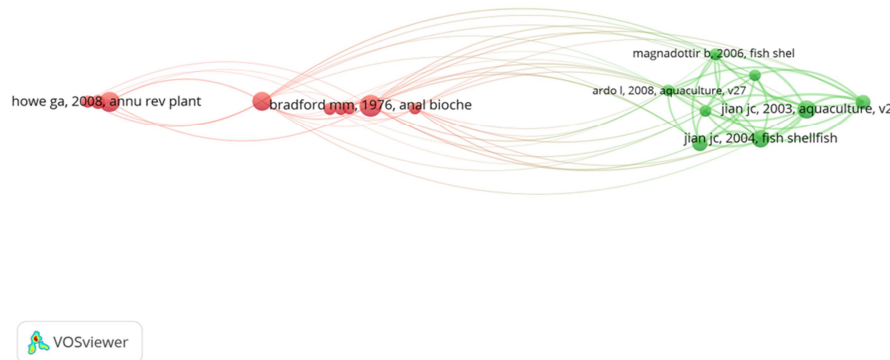 magnadottir b, 2006, fish shel
ardo l, 2008, aquaculture, v27
howe ga, 2008, annu rev plant
bradford mm, 1976, anal bioche
jian jc, 2003, aquaculture, v2
jian jc, 2004, fish shellfish
VOSviewer